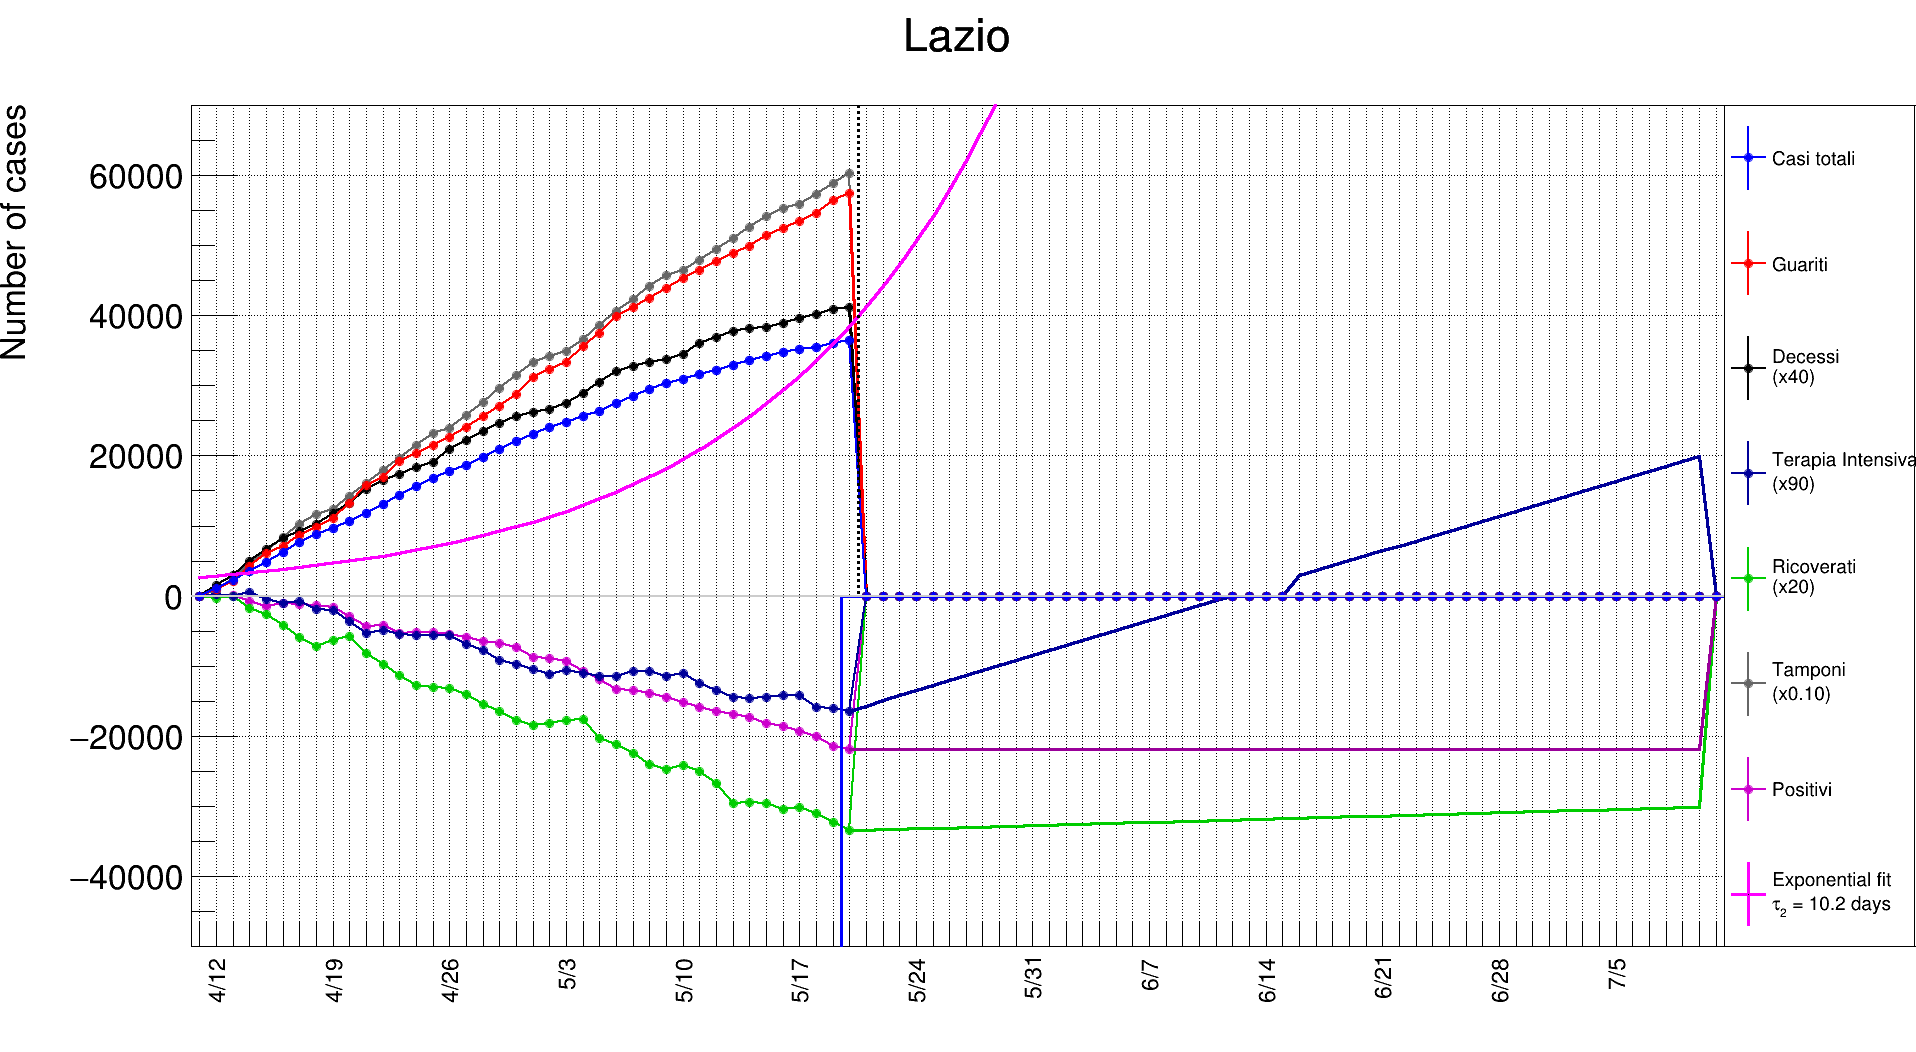 Lazio
Number of cases
60000
40000
20000
0
−20000
−40000
4/12
4/19
4/26
5/3
5/10
5/17
5/24
5/31
6/7
6/14
6/21
6/28
7/5
Casi totali
Guariti
Decessi
(x40)
Terapia Intensiva
(x90)
Ricoverati
(x20)
Tamponi
(x0.10)
Positivi
Exponential fit
τ₂ = 10.2 days